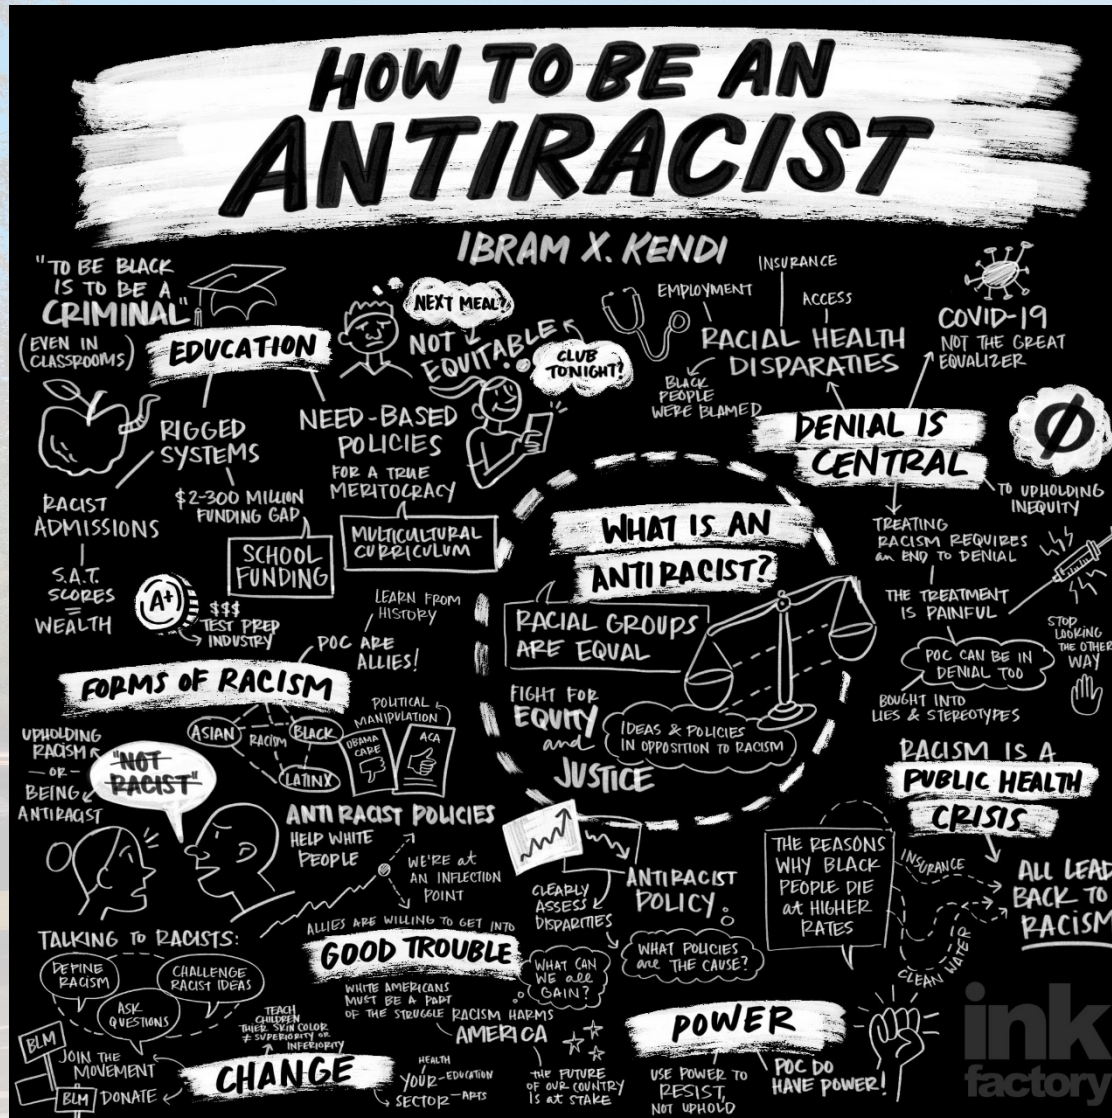 HOW TO BE AN
ANTIRACIST
IBRAM X. KENDI
"TO BE BLACK
IS TO BE A
CRIMINAL"
(EVEN IN
CLASSROOMS)
EDUCATION
RIGGED
SYSTEMS
RACIST
ADMISSIONS
S.A.T.
SCORES
=
WEALTH
$2-300 MILLION
FUNDING GAP
SCHOOL
FUNDING
A+
$$$
TEST PREP
INDUSTRY
NEXT MEAL?
NOT
EQUITABLE
CLUB
TONIGHT?
NEED-BASED
POLICIES
FOR A TRUE
MERITOCRACY
MULTICULTURAL
CURRICULUM
INSURANCE
EMPLOYMENT
ACCESS
RACIAL HEALTH
DISPARITIES
BLACK
PEOPLE
WERE BLAMED
COVID-19
NOT THE GREAT
EQUALIZER
DENIAL IS
CENTRAL
TO UPHOLDING
INEQUITY
TREATING
RACISM REQUIRES
an END TO DENIAL
THE TREATMENT
IS PAINFUL
STOP
LOOKING
THE OTHER
WAY
POC CAN BE IN
DENIAL TOO
BOUGHT INTO
LIES & STEREOTYPES
WHAT IS AN
ANTIRACIST?
RACIAL GROUPS
ARE EQUAL
FIGHT FOR
EQUITY
and
JUSTICE
IDEAS & POLICIES
IN OPPOSITION TO RACISM
LEARN FROM
HISTORY
POC ARE
ALLIES!
FORMS OF RACISM
ASIAN
RACISM
BLACK
LATINX
POLITICAL
MANIPULATION
OBAMA
CARE
ACA
UPHOLDING
RACISM
-OR-
BEING
ANTIRACIST
"NOT
RACIST"
ANTI RACIST POLICIES
HELP WHITE
PEOPLE
WE'RE at
AN INFLECTION
POINT
TALKING TO RACISTS:
DEFINE
RACISM
CHALLENGE
RACIST IDEAS
ASK
QUESTIONS
ALLIES ARE WILLING TO GET INTO
GOOD TROUBLE
WHITE AMERICANS
MUST BE A PART
OF THE STRUGGLE
RACISM HARMS
AMERICA
THE FUTURE
OF OUR COUNTRY
IS at STAKE
WHAT CAN
WE all
GAIN?
CLEARLY
ASSESS
DISPARITIES
ANTIRACIST
POLICY
WHAT POLICIES
are THE CAUSE?
RACISM IS A
PUBLIC HEALTH
CRISIS
THE REASONS
WHY BLACK
PEOPLE DIE
at HIGHER
RATES
INSURANCE
CLEAN WATER
ALL LEAD
BACK TO
RACISM
TEACH
CHILDREN
THIER SKIN COLOR
≠ SUPERIORITY OR
INFERIORITY
BLM
JOIN THE
MOVEMENT
BLM
DONATE
CHANGE
YOUR
SECTOR
HEALTH
EDUCATION
ARTS
POWER
USE POWER TO
RESIST,
NOT UPHOLD
POC DO
HAVE POWER!
ink
factory